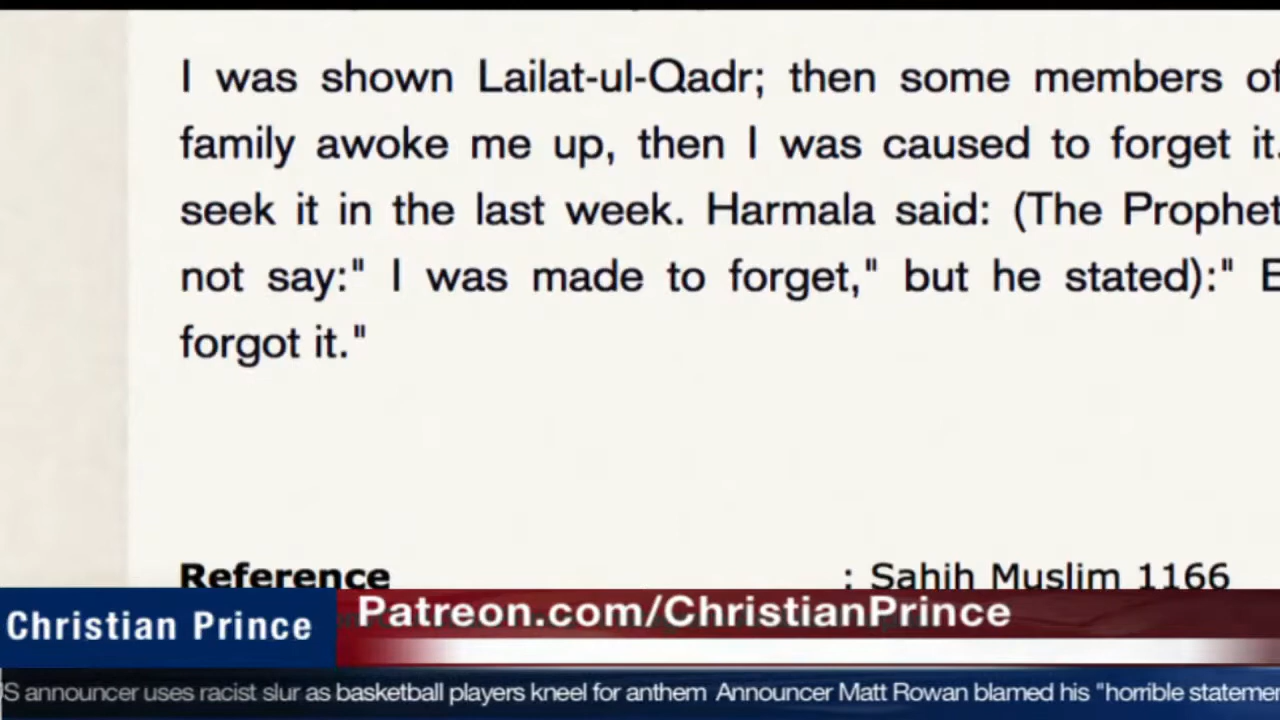 I was shown Lailat-ul-Qadr; then some members of
family awoke me up, then I was caused to forget it.
seek it in the last week. Harmala said: (The Prophet
not say:" I was made to forget," but he stated):"
forgot it."
Reference : Sahih Muslim 1166
Patreon.com/ChristianPrince
Christian Prince
S announcer uses racist slur as basketball players kneel for anthem Announcer Matt Rowan blamed his "horrible